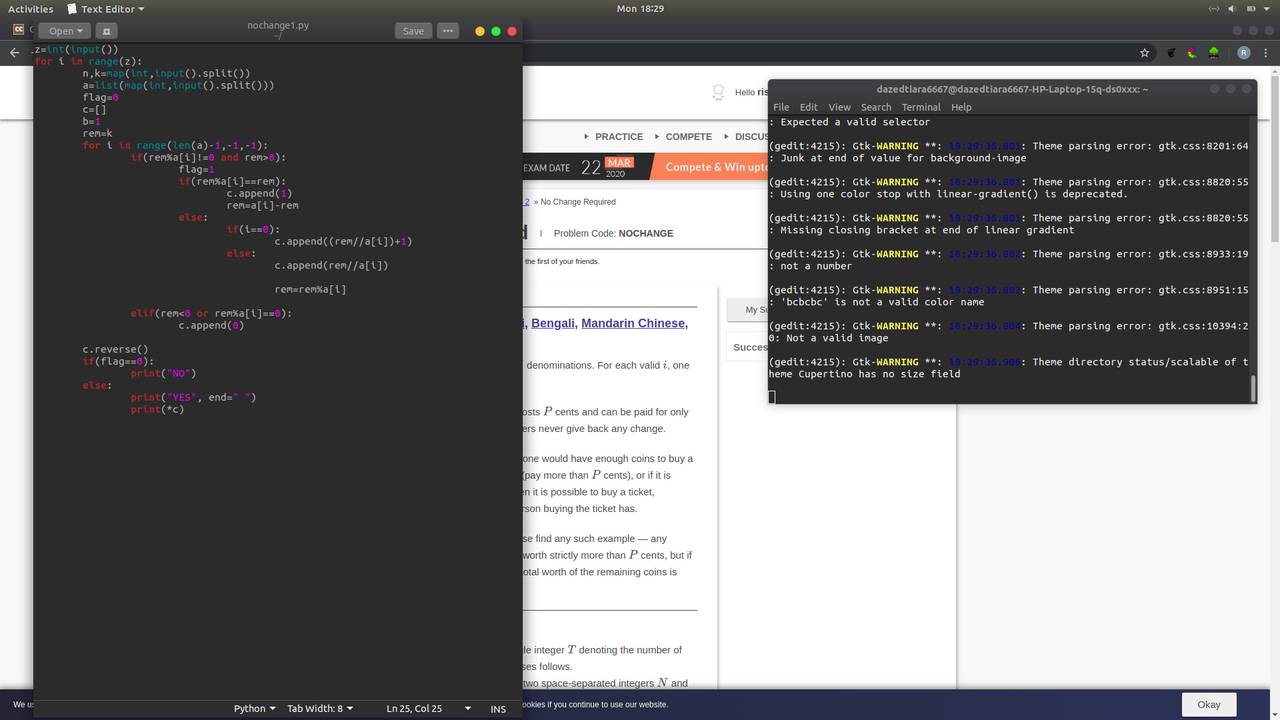 Activities Text Editor Mon 18:29
Open nochange1.py Save
~/
z=int(input())
for i in range(z):
n,k=map(int,input().split())
a=list(map(int,input().split()))
flag=0
c=[]
b=1
rem=k
for i in range(len(a)-1,-1,-1):
if(rem%a[i]!=0 and rem>0):
flag=1
if(rem%a[i]==rem):
c.append(1)
rem=a[i]-rem
else:
if(i==0):
c.append((rem//a[i])+1)
else:
c.append(rem//a[i])
rem=rem%a[i]
elif(rem<0 or rem%a[i]==0):
c.append(0)
c.reverse()
if(flag==0):
print("NO")
else:
print("YES", end=" ")
print(*c)
Python Tab Width: 8 Ln 25, Col 25 INS
R
Hello ris
PRACTICE COMPETE DISCUS
EXAM DATE 22 MAR 2020 Compete & Win upto
2 » No Change Required
d | Problem Code: NOCHANGE
the first of your friends.
i, Bengali, Mandarin Chinese,
denominations. For each valid i, one
osts P cents and can be paid for only
ers never give back any change.
one would have enough coins to buy a
(pay more than P cents), or if it is
en it is possible to buy a ticket,
rson buying the ticket has.
se find any such example — any
worth strictly more than P cents, but if
otal worth of the remaining coins is
le integer T denoting the number of
ses follows.
two space-separated integers N and
My Su
Succes
We us
ookies if you continue to use our website.
Okay
dazedtiara6667@dazedtiara6667-HP-Laptop-15q-ds0xxx: ~
File Edit View Search Terminal Help
: Expected a valid selector
(gedit:4215): Gtk-WARNING **: 18:29:36.801: Theme parsing error: gtk.css:8201:64
: Junk at end of value for background-image
(gedit:4215): Gtk-WARNING **: 18:29:36.801: Theme parsing error: gtk.css:8820:55
: Using one color stop with linear-gradient() is deprecated.
(gedit:4215): Gtk-WARNING **: 18:29:36.801: Theme parsing error: gtk.css:8820:55
: Missing closing bracket at end of linear gradient
(gedit:4215): Gtk-WARNING **: 18:29:36.802: Theme parsing error: gtk.css:8933:19
: not a number
(gedit:4215): Gtk-WARNING **: 18:29:36.802: Theme parsing error: gtk.css:8951:15
: 'bcbcbc' is not a valid color name
(gedit:4215): Gtk-WARNING **: 18:29:36.804: Theme parsing error: gtk.css:10394:2
0: Not a valid image
(gedit:4215): Gtk-WARNING **: 18:29:36.906: Theme directory status/scalable of t
heme Cupertino has no size field